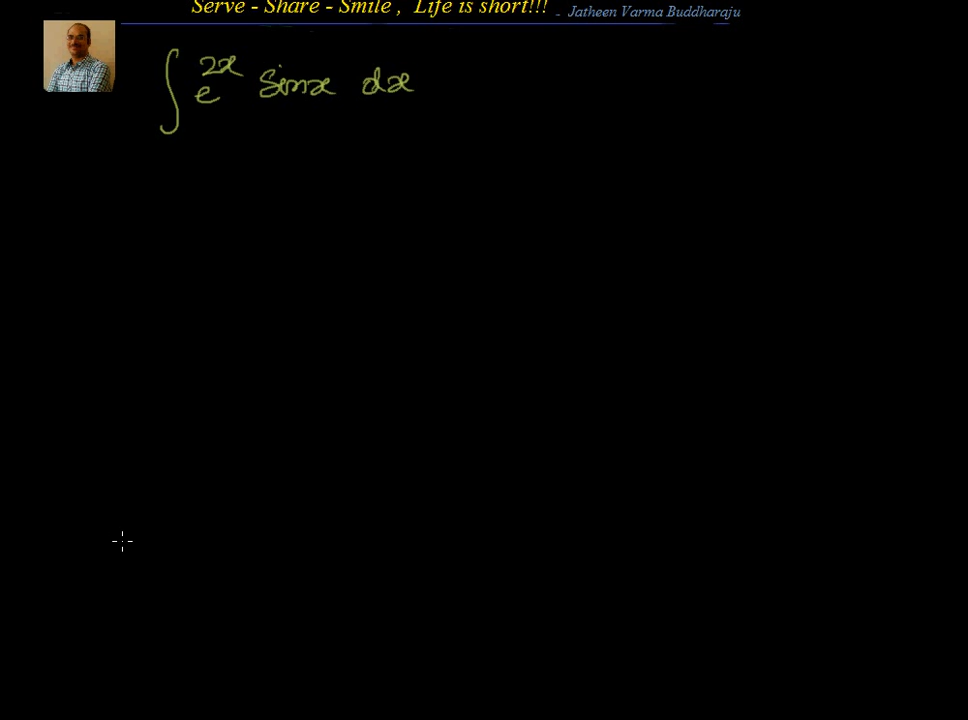 Serve - Share - Smile , Life is short!!! - Jatheen Varma Buddharaju
∫ e^2x sinx dx